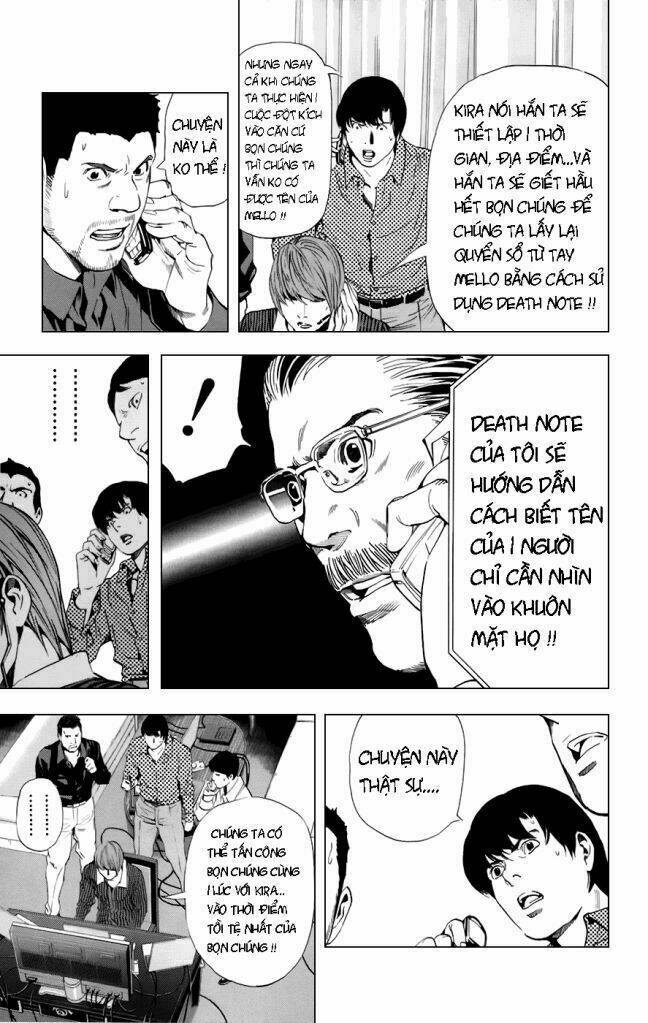 KIRA NÓI HẮN TA SẼ
THIẾT LẬP 1 THỜI
GIAN, ĐỊA ĐIỂM...VÀ
HẮN TA SẼ GIẾT HẦU
HẾT BỌN CHÚNG ĐỂ
CHÚNG TA LẤY LẠI
QUYỂN SỔ TỪ TAY
MELLO BẰNG CÁCH SỬ
DỤNG DEATH NOTE !!
NHƯNG NGAY
CẢ KHI CHÚNG
TA THỰC HIỆN 1
CUỘC ĐỘT KÍCH
VÀO CĂN CỨ
BỌN CHÚNG
THÌ CHÚNG TA
VẪN KO CÓ
ĐƯỢC TÊN CỦA
MELLO !!
CHUYỆN
NÀY LÀ
KO THỂ !
DEATH NOTE
CỦA TÔI SẼ
HƯỚNG DẪN
CÁCH BIẾT TÊN
CỦA 1 NGƯỜI
CHỈ CẦN NHÌN
VÀO KHUÔN
MẶT HỌ !!
!
........
........
CHUYỆN NÀY
THẬT SỰ....
CHÚNG TA CÓ
THỂ TẤN CÔNG
BỌN CHÚNG CÙNG
1 LÚC VỚI KIRA..
VÀO THỜI ĐIỂM
TỒI TỆ NHẤT CỦA
BỌN CHÚNG !!
......
......